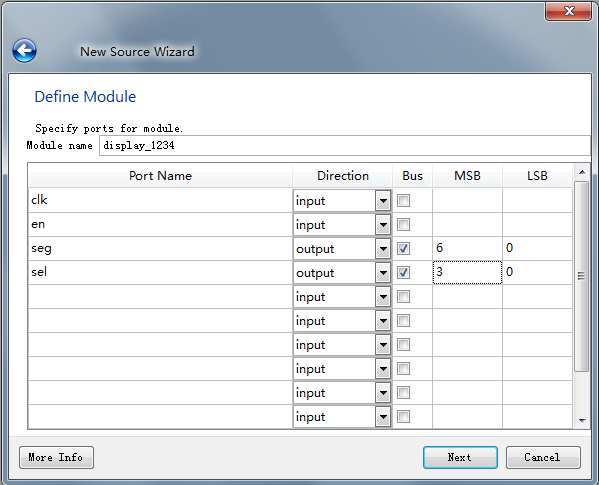 New Source Wizard
Define Module
Specify ports for module.
Module name display_1234
Port Name Direction Bus MSB LSB
clk input
en input
seg output 6 0
sel output 3 0
input
input
input
input
input
input
More Info Next Cancel